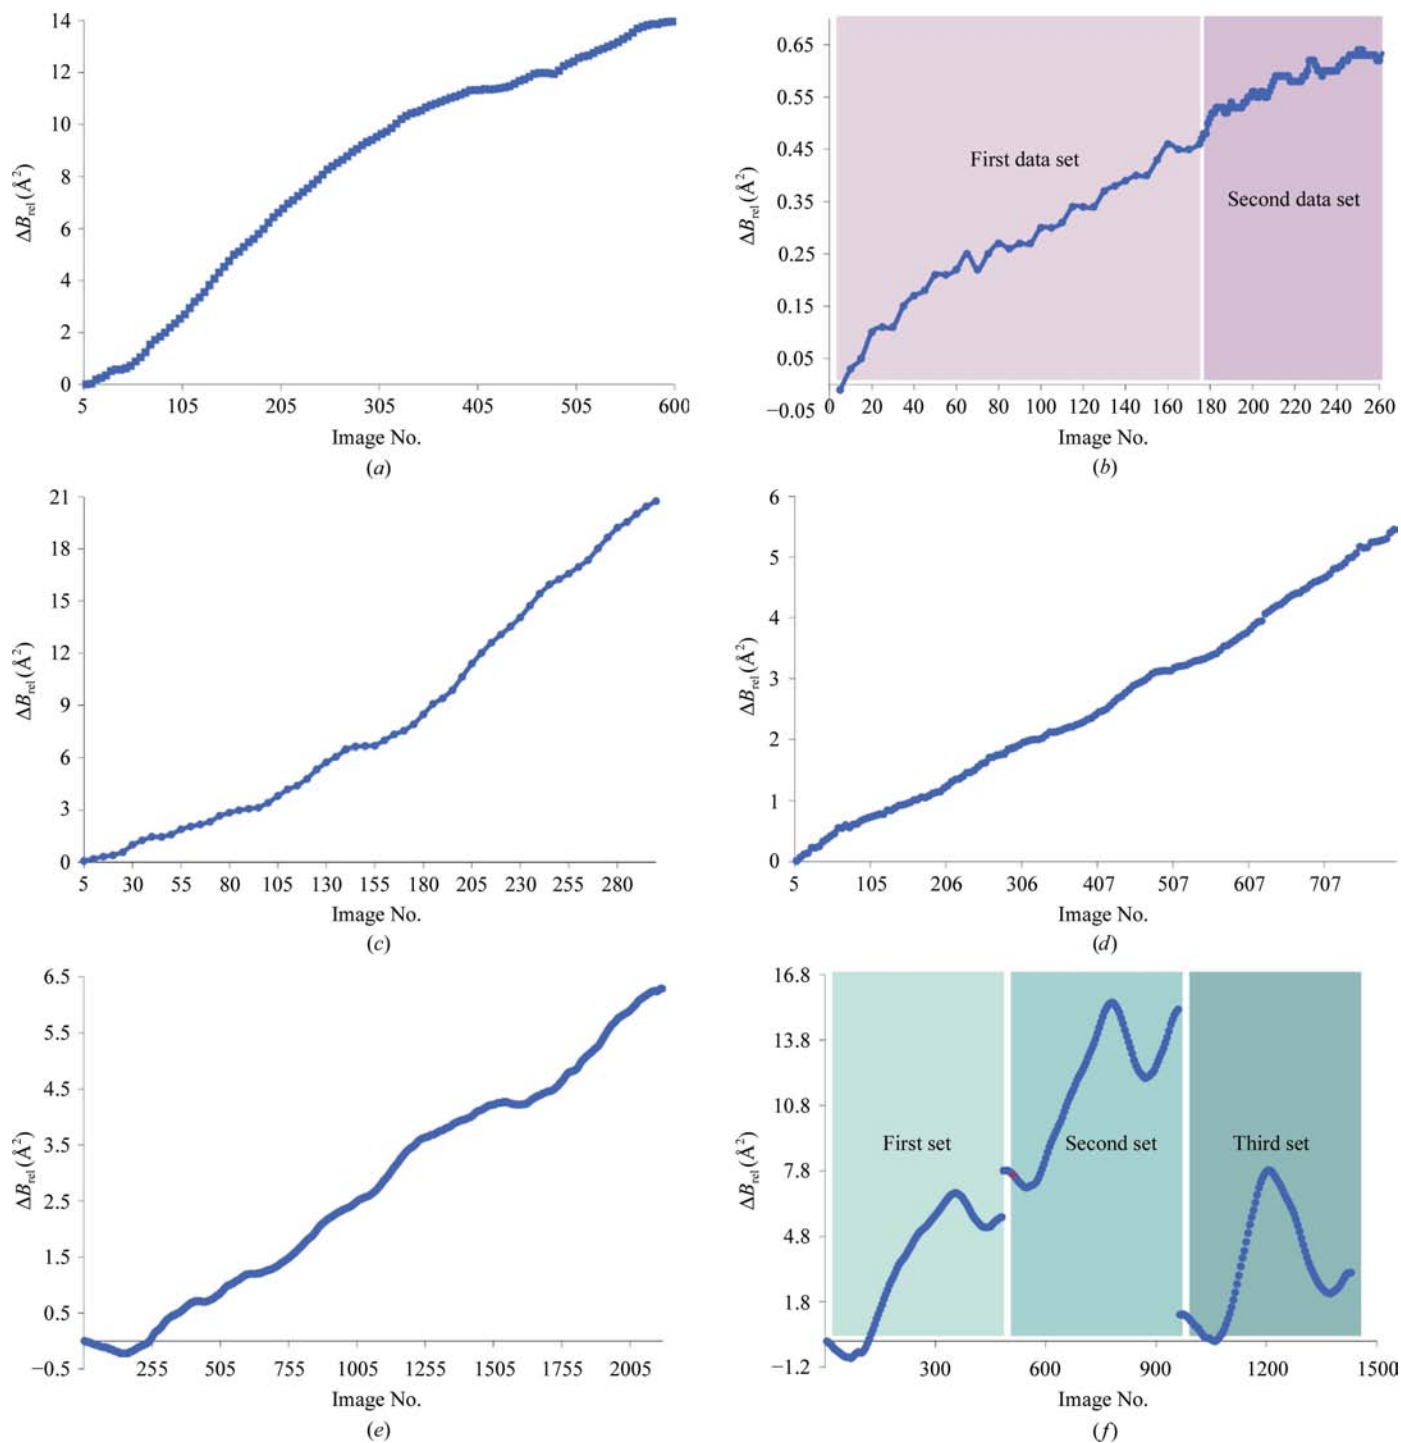 14
12
10
8
6
4
2
0
ΔB_rel (Å²)
5 105 205 305 405 505 600
Image No.
(a)
0.65
0.55
0.45
0.35
0.25
0.15
0.05
−0.05
ΔB_rel (Å²)
First data set
Second data set
0 20 40 60 80 100 120 140 160 180 200 220 240 260
Image No.
(b)
21
18
15
12
9
6
3
0
ΔB_rel (Å²)
5 30 55 80 105 130 155 180 205 230 255 280
Image No.
(c)
6
5
4
3
2
1
0
ΔB_rel (Å²)
5 105 206 306 407 507 607 707
Image No.
(d)
6.5
5.5
4.5
3.5
2.5
1.5
0.5
−0.5
ΔB_rel (Å²)
255 505 755 1005 1255 1505 1755 2005
Image No.
(e)
16.8
13.8
10.8
7.8
4.8
1.8
−1.2
ΔB_rel (Å²)
First set
Second set
Third set
300 600 900 1200 1500
Image No.
(f)